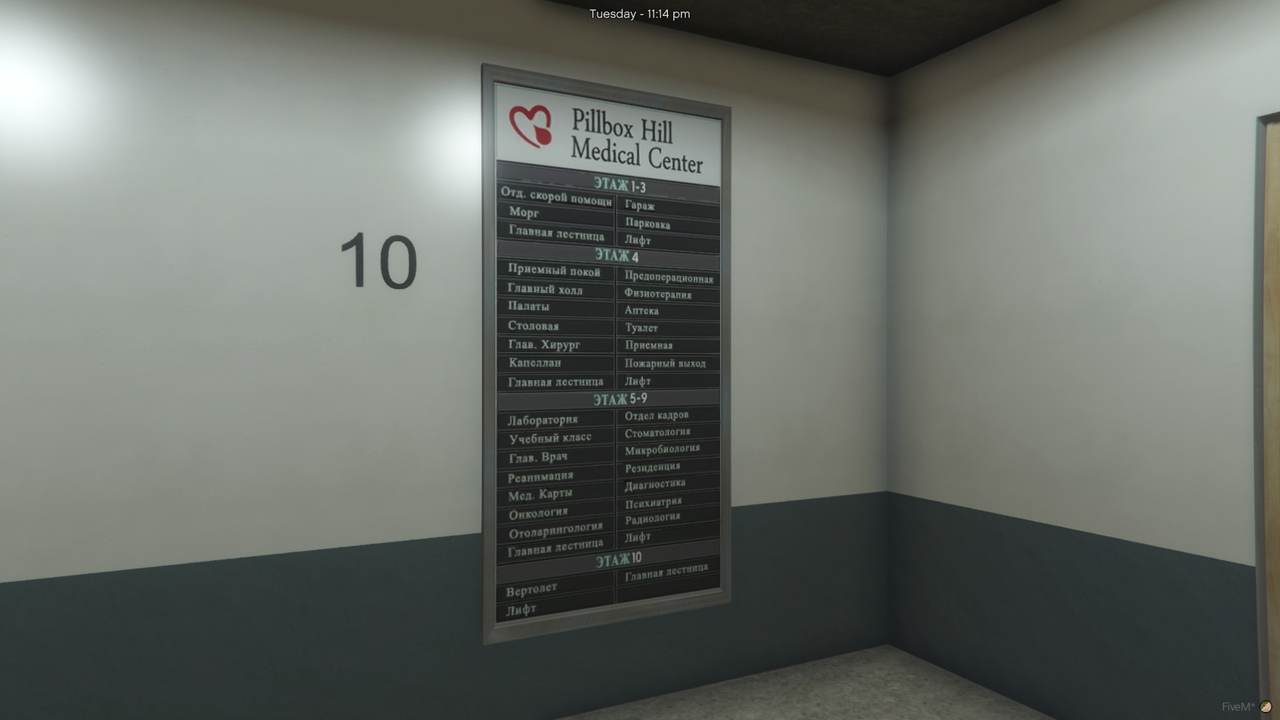 Tuesday - 11:14 pm
10
Pillbox Hill
Medical Center
ЭТАЖ 1-3
Отд. скорой помощи
Гараж
Морг
Парковка
Главная лестница
Лифт
ЭТАЖ 4
Приемный покой
Предоперационная
Главный холл
Физиотерапия
Палаты
Аптека
Столовая
Туалет
Глав. Хирург
Приемная
Капеллан
Пожарный выход
Главная лестница
Лифт
ЭТАЖ 5-9
Лаборатория
Отдел кадров
Учебный класс
Стоматология
Глав. Врач
Микробиология
Реанимация
Резиденция
Мед. Карты
Диагностика
Онкология
Психиатрия
Отоларингология
Радиология
Главная лестница
Лифт
ЭТАЖ 10
Вертолет
Главная лестница
Лифт
FiveM*